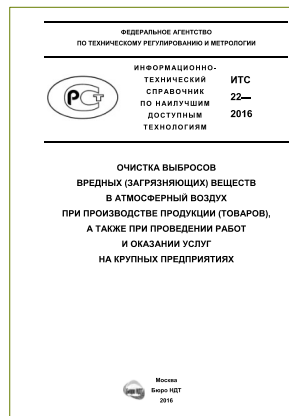 ФЕДЕРАЛЬНОЕ АГЕНТСТВО
ПО ТЕХНИЧЕСКОМУ РЕГУЛИРОВАНИЮ И МЕТРОЛОГИИ
РСТ
ИНФОРМАЦИОННО-
ТЕХНИЧЕСКИЙ
СПРАВОЧНИК
ПО НАИЛУЧШИМ
ДОСТУПНЫМ
ТЕХНОЛОГИЯМ
ИТС
22—
2016
ОЧИСТКА ВЫБРОСОВ
ВРЕДНЫХ (ЗАГРЯЗНЯЮЩИХ) ВЕЩЕСТВ
В АТМОСФЕРНЫЙ ВОЗДУХ
ПРИ ПРОИЗВОДСТВЕ ПРОДУКЦИИ (ТОВАРОВ),
А ТАКЖЕ ПРИ ПРОВЕДЕНИИ РАБОТ
И ОКАЗАНИИ УСЛУГ
НА КРУПНЫХ ПРЕДПРИЯТИЯХ
Москва
Бюро НДТ
2016